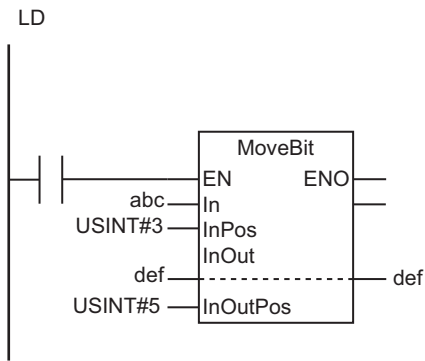 LD
MoveBit
EN ENO
abc In
USINT#3 InPos
InOut
def def
USINT#5 InOutPos